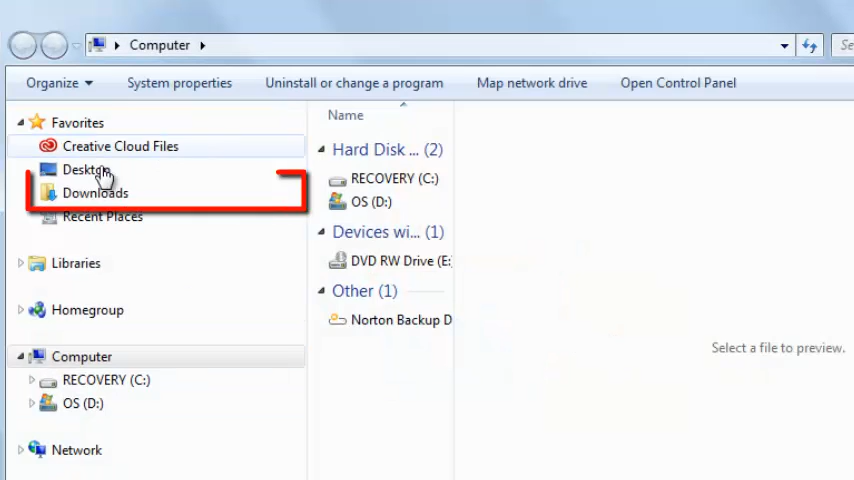 Computer
Se
Organize
System properties
Uninstall or change a program
Map network drive
Open Control Panel
Favorites
Creative Cloud Files
Desktop
Downloads
Recent Places
Libraries
Homegroup
Computer
RECOVERY (C:)
OS (D:)
Network
Name
Hard Disk ... (2)
RECOVERY (C:)
OS (D:)
Devices wi... (1)
DVD RW Drive (E:
Other (1)
Norton Backup D
Select a file to preview.